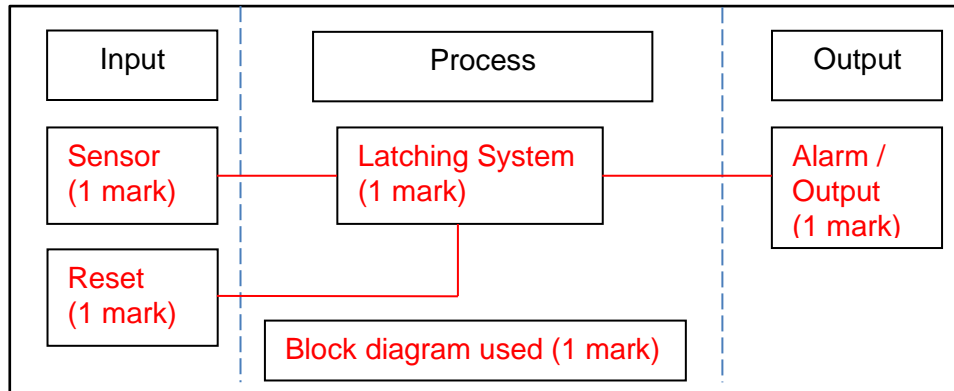 Input
Process
Output
Sensor
(1 mark)
Latching System
(1 mark)
Alarm /
Output
(1 mark)
Reset
(1 mark)
Block diagram used (1 mark)